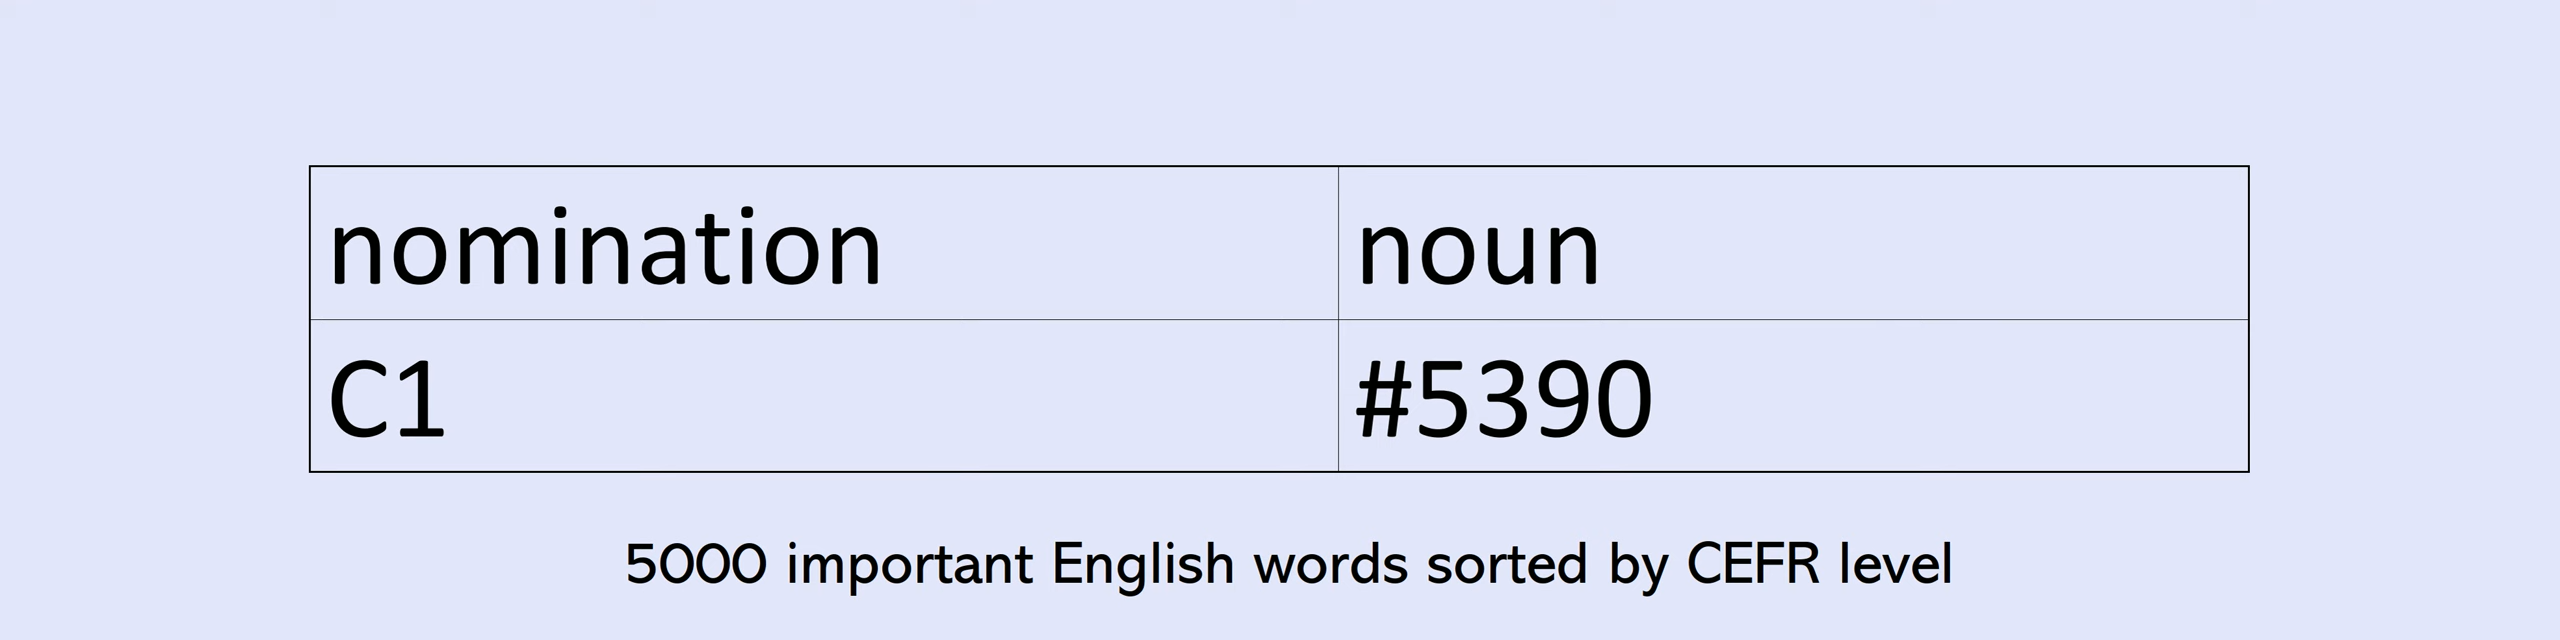 nomination noun
C1 #5390
5000 important English words sorted by CEFR level